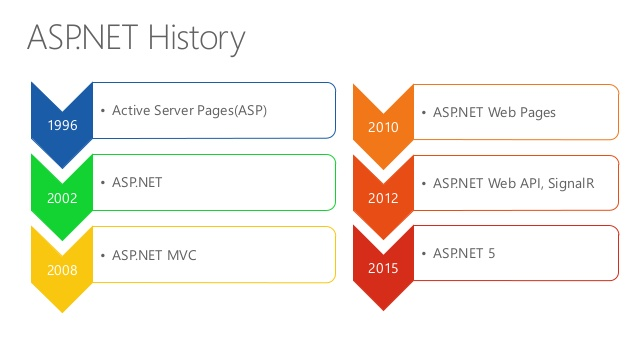 ASP.NET History
1996
• Active Server Pages(ASP)
2002
• ASP.NET
2008
• ASP.NET MVC
2010
• ASP.NET Web Pages
2012
• ASP.NET Web API, SignalR
2015
• ASP.NET 5